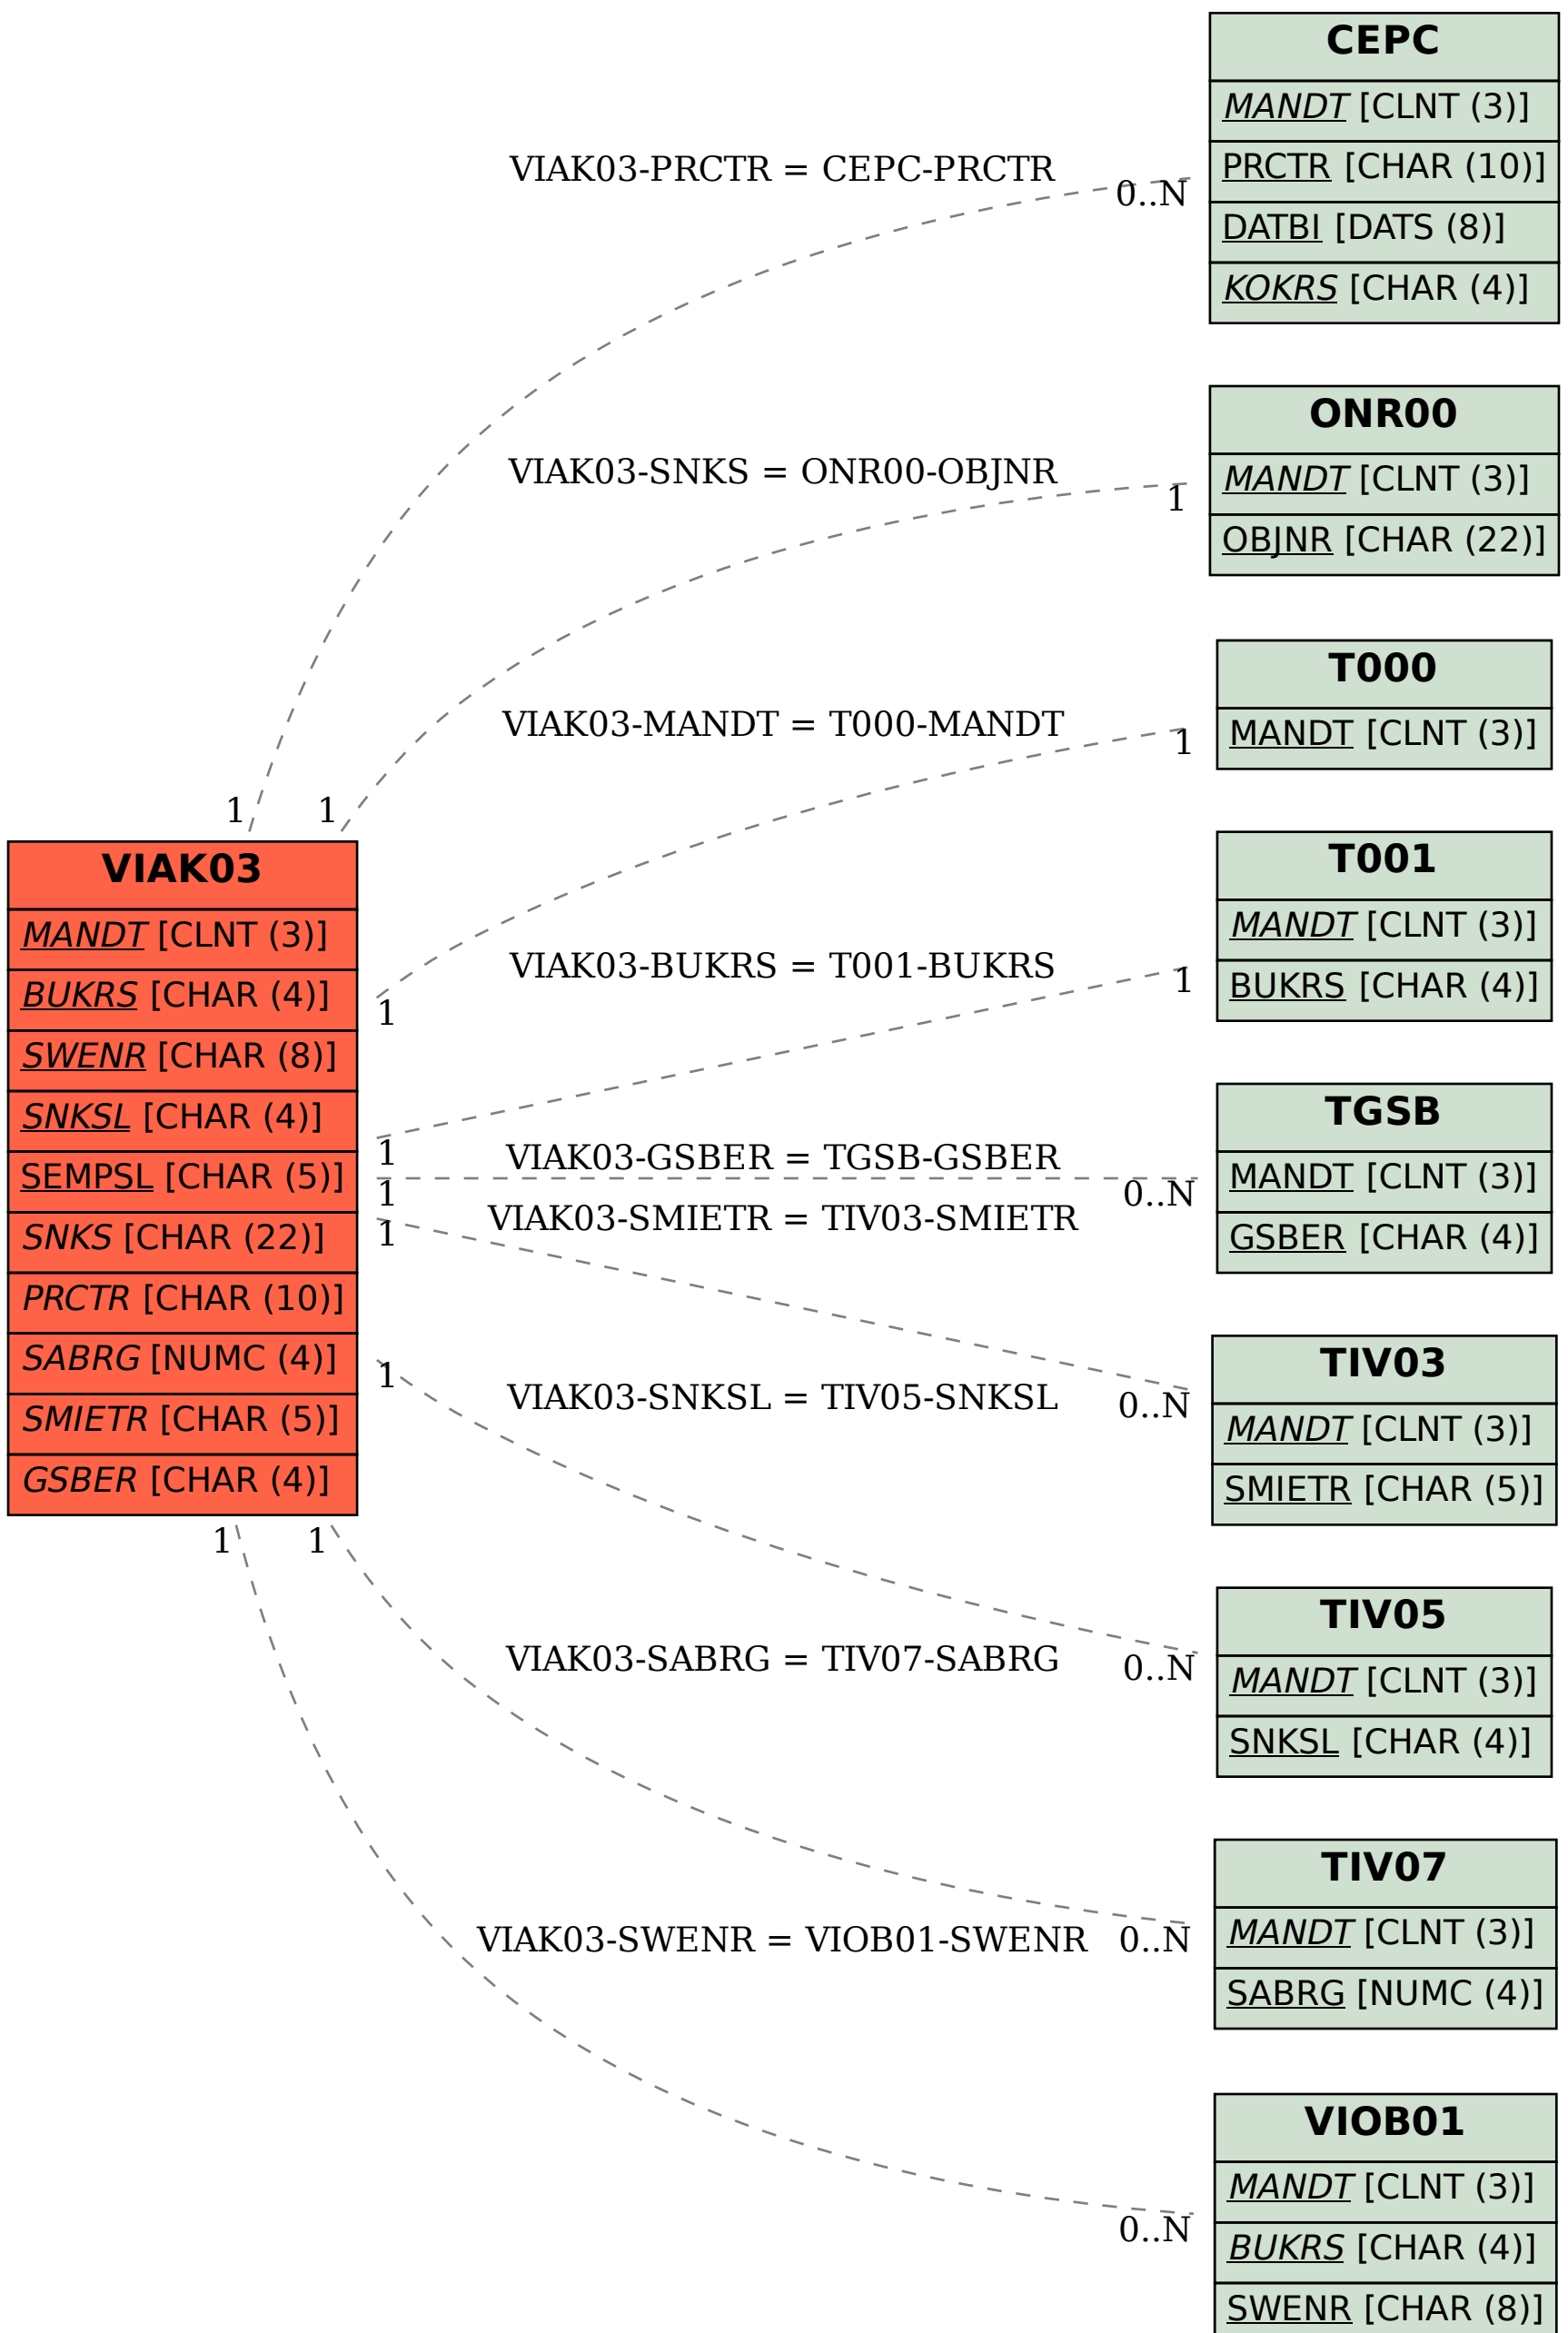 CEPC
MANDT [CLNT (3)]
PRCTR [CHAR (10)]
DATBI [DATS (8)]
KOKRS [CHAR (4)]
VIAK03-PRCTR = CEPC-PRCTR
0..N
ONR00
MANDT [CLNT (3)]
OBJNR [CHAR (22)]
VIAK03-SNKS = ONR00-OBJNR
1
T000
MANDT [CLNT (3)]
VIAK03-MANDT = T000-MANDT
1
1
1
VIAK03
MANDT [CLNT (3)]
BUKRS [CHAR (4)]
SWENR [CHAR (8)]
SNKSL [CHAR (4)]
SEMPSL [CHAR (5)]
SNKS [CHAR (22)]
PRCTR [CHAR (10)]
SABRG [NUMC (4)]
SMIETR [CHAR (5)]
GSBER [CHAR (4)]
1
T001
MANDT [CLNT (3)]
BUKRS [CHAR (4)]
VIAK03-BUKRS = T001-BUKRS
1
1
TGSB
MANDT [CLNT (3)]
GSBER [CHAR (4)]
VIAK03-GSBER = TGSB-GSBER
1
0..N
VIAK03-SMIETR = TIV03-SMIETR
1
TIV03
MANDT [CLNT (3)]
SMIETR [CHAR (5)]
0..N
1
VIAK03-SNKSL = TIV05-SNKSL
TIV05
MANDT [CLNT (3)]
SNKSL [CHAR (4)]
0..N
1
1
VIAK03-SABRG = TIV07-SABRG
TIV07
MANDT [CLNT (3)]
SABRG [NUMC (4)]
0..N
VIAK03-SWENR = VIOB01-SWENR
VIOB01
MANDT [CLNT (3)]
BUKRS [CHAR (4)]
SWENR [CHAR (8)]
0..N